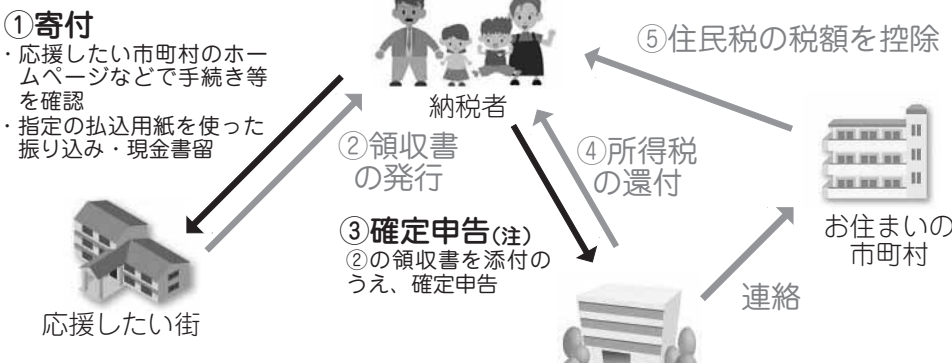 ①寄付
・応援したい市町村のホー
ムページなどで手続き等
を確認
・指定の払込用紙を使った
振り込み・現金書留
納税者
⑤住民税の税額を控除
②領収書
の発行
④所得税
の還付
③確定申告(注)
②の領収書を添付の
うえ、確定申告
お住まいの
市町村
連絡
応援したい街